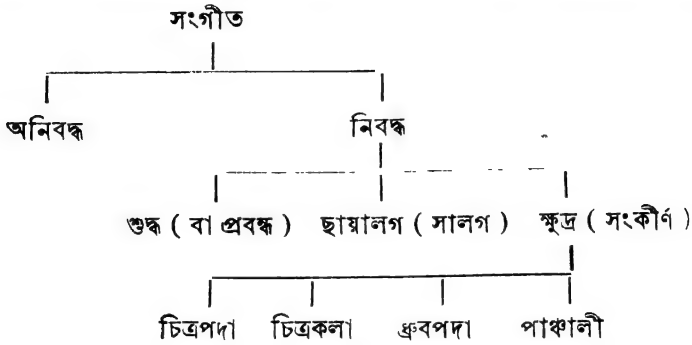 সংগীত
অনিবদ্ধ নিবদ্ধ
শুদ্ধ ( বা প্রবন্ধ ) ছায়ালগ ( সালগ ) ক্ষুদ্র ( সংকীর্ণ )
চিত্রপদা চিত্রকলা ধ্রুবপদা পাঞ্চালী